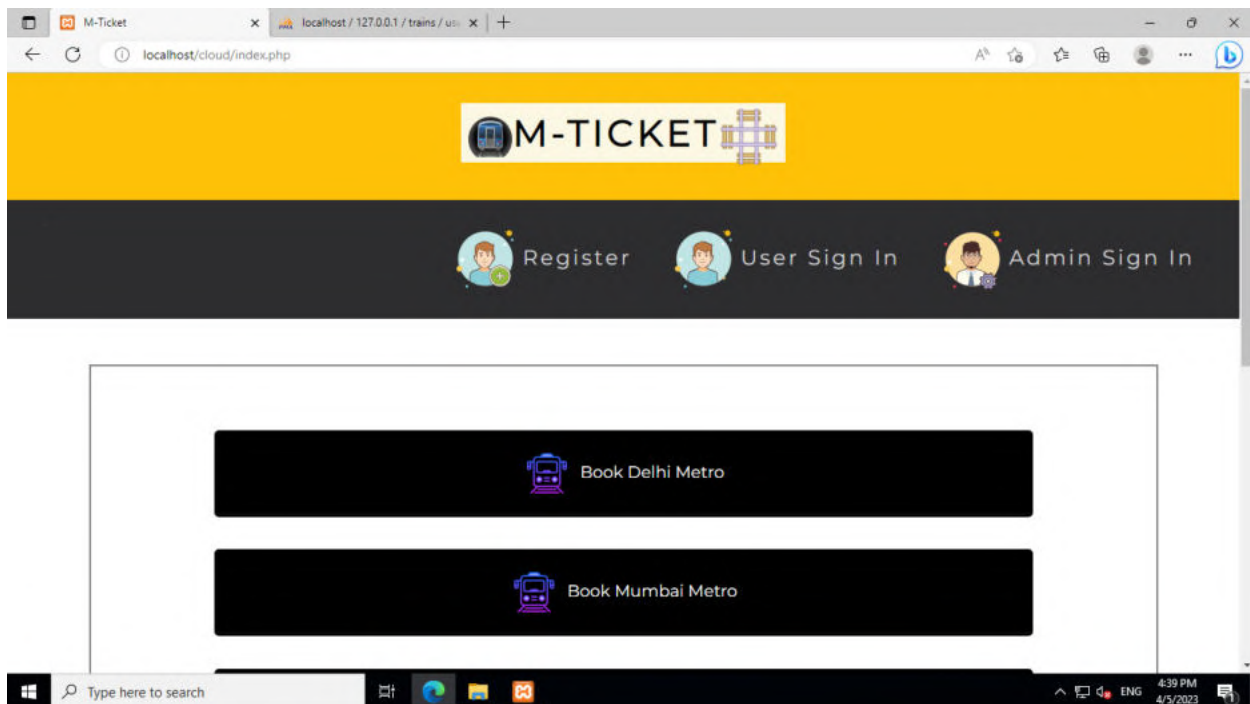 M-Ticket
localhost / 127.0.0.1 / trains / us
localhost/cloud/index.php
M-TICKET
Register
User Sign In
Admin Sign In
Book Delhi Metro
Book Mumbai Metro
Type here to search
ENG
4:39 PM
4/5/2023